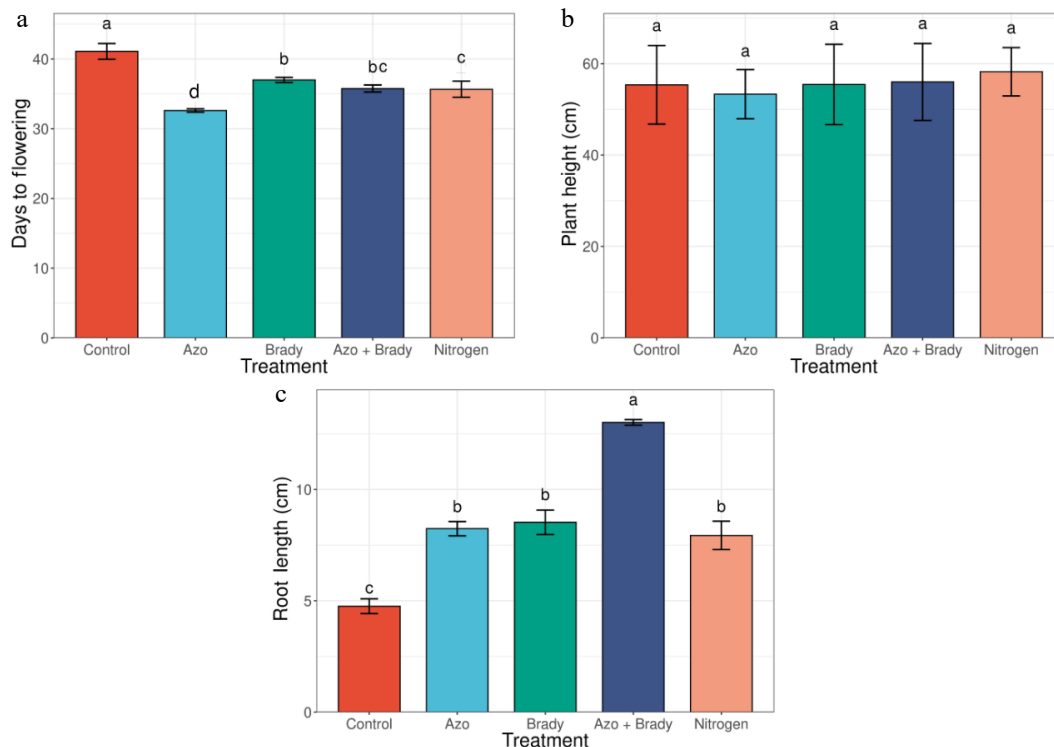 a
Days to flowering
40
30
20
10
0
a
d
b
bc
c
Control Azo Brady Azo + Brady Nitrogen
Treatment
b
Plant height (cm)
60
40
20
0
a
a
a
a
a
Control Azo Brady Azo + Brady Nitrogen
Treatment
c
Root length (cm)
10
5
0
c
b
b
a
b
Control Azo Brady Azo + Brady Nitrogen
Treatment